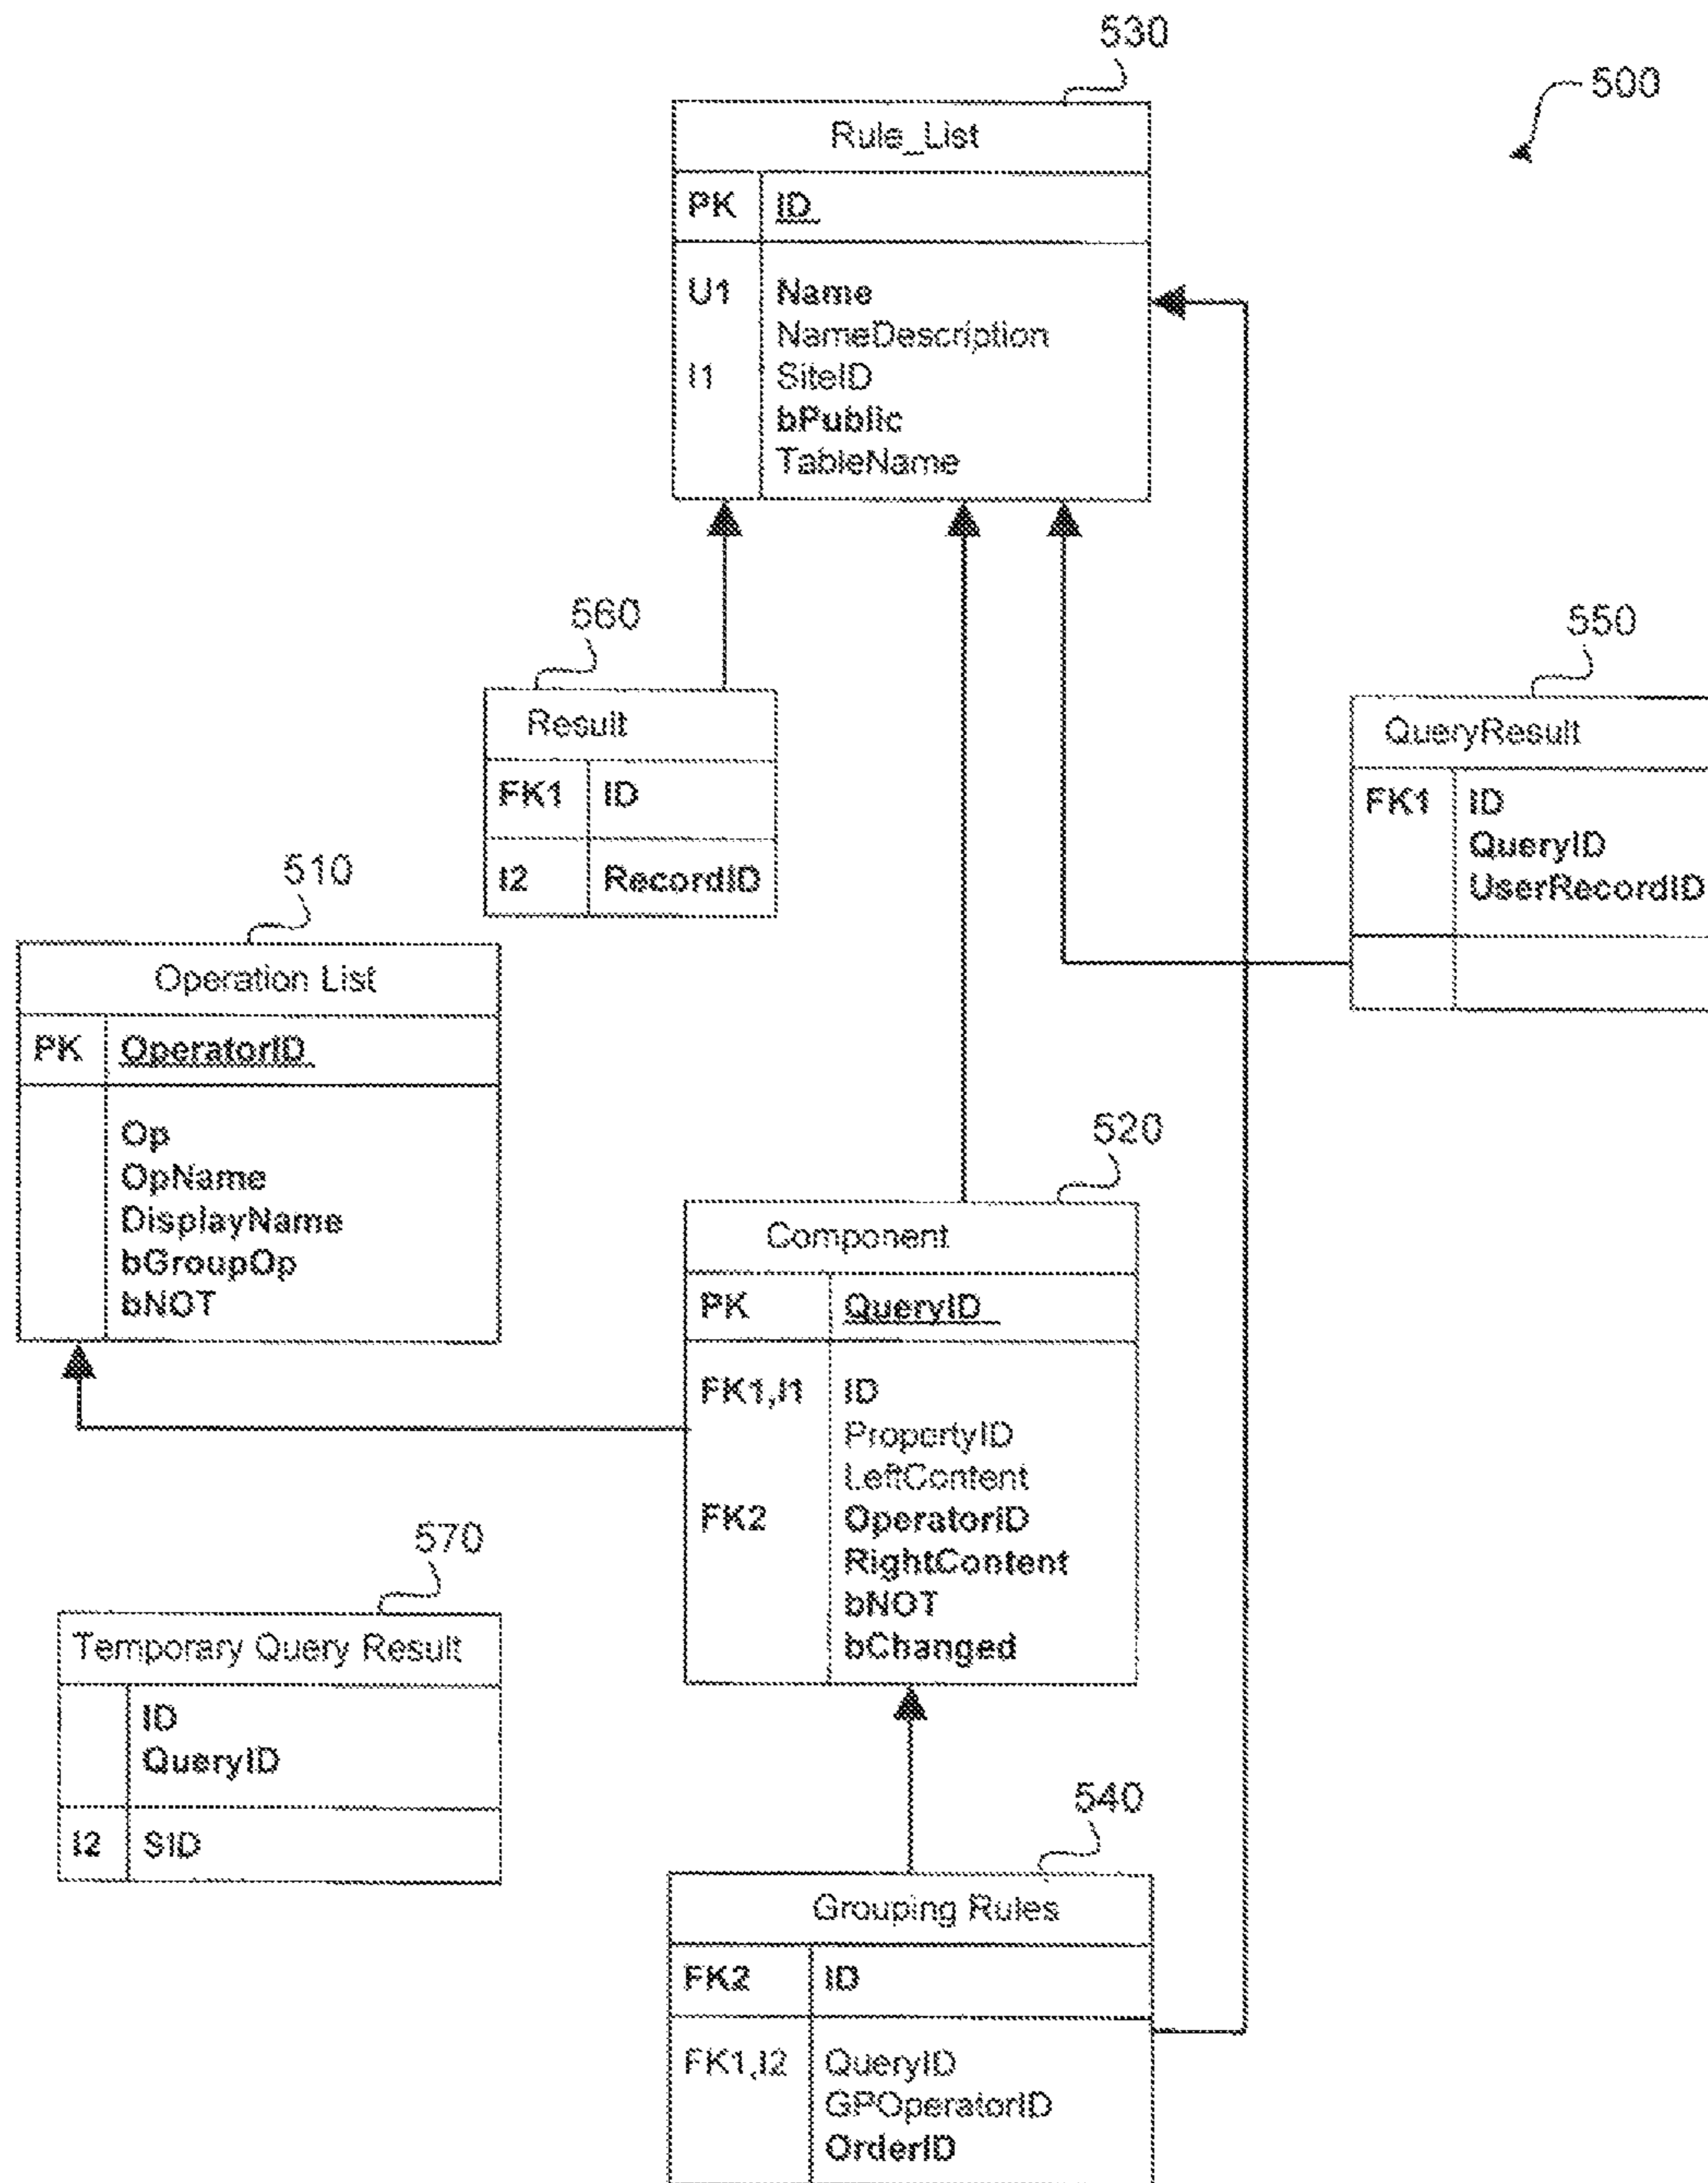 530
500
Rule_List
PK ID
U1 Name
NameDescription
I1 SiteID
bPublic
TableName
560
Result
FK1 ID
I2 RecordID
550
QueryResult
FK1 ID
QueryID
UserRecordID
510
Operation List
PK OperatorID
Op
OpName
DisplayName
bGroupOp
bNOT
520
Component
PK QueryID
FK1,I1 ID
PropertyID
LeftContent
FK2 OperatorID
RightContent
bNOT
bChanged
570
Temporary Query Result
ID
QueryID
I2 SID
540
Grouping Rules
FK2 ID
FK1,I2 QueryID
GPOperatorID
OrderID